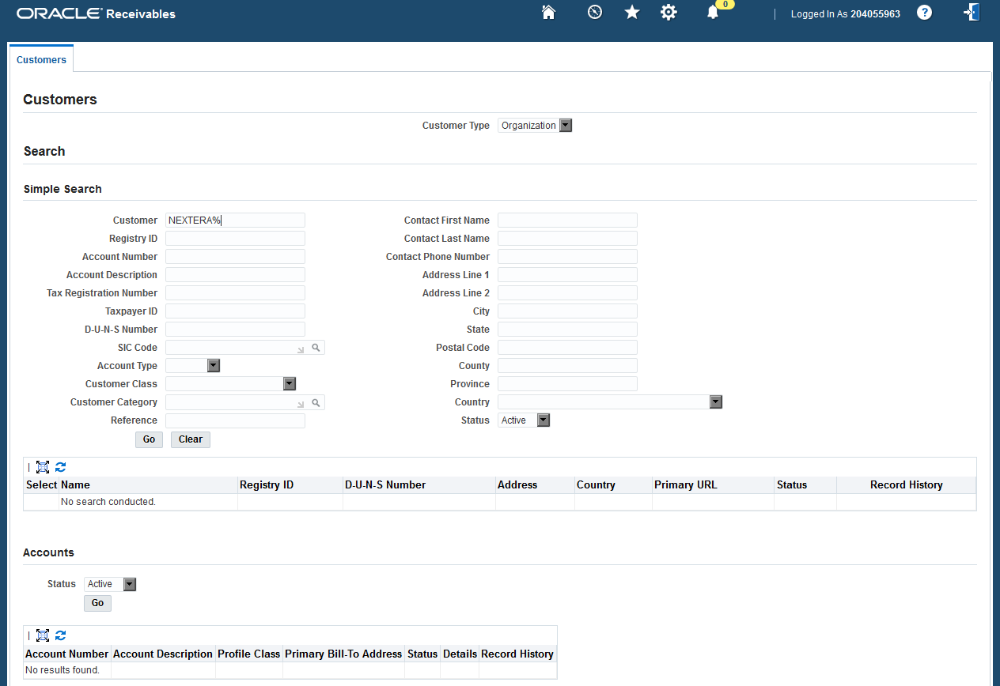 ORACLE Receivables
0
Logged In As 204055963
?
Customers
Customers
Customer Type Organization
Search
Simple Search
Customer NEXTERA% Contact First Name
Registry ID Contact Last Name
Account Number Contact Phone Number
Account Description Address Line 1
Tax Registration Number Address Line 2
Taxpayer ID City
D-U-N-S Number State
SIC Code Postal Code
Account Type County
Customer Class Province
Customer Category Country
Reference Status Active
Go Clear
Select Name Registry ID D-U-N-S Number Address Country Primary URL Status Record History
No search conducted.
Accounts
Status Active
Go
Account Number Account Description Profile Class Primary Bill-To Address Status Details Record History
No results found.